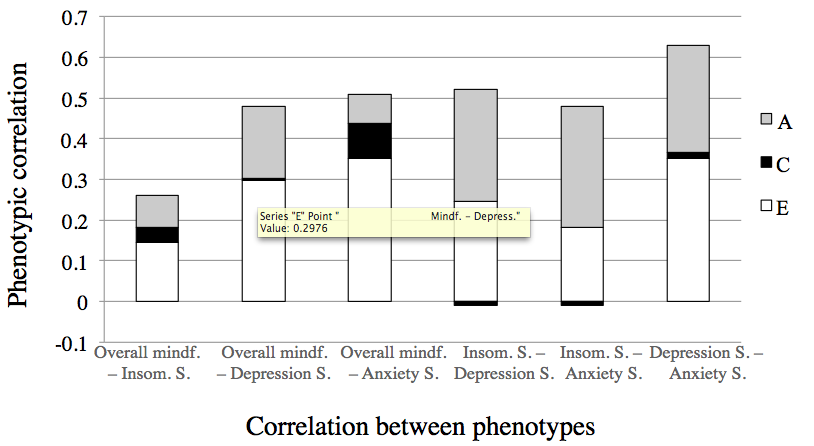 0.7
0.6
0.5
0.4
0.3
0.2
0.1
0
-0.1
Phenotypic correlation
A
C
E
Series "E" Point " Mindf. - Depress."
Value: 0.2976
Overall mindf.
– Insom. S.
Overall mindf.
– Depression S.
Overall mindf.
– Anxiety S.
Insom. S. –
Depression S.
Insom. S. –
Anxiety S.
Depression S. –
Anxiety S.
Correlation between phenotypes